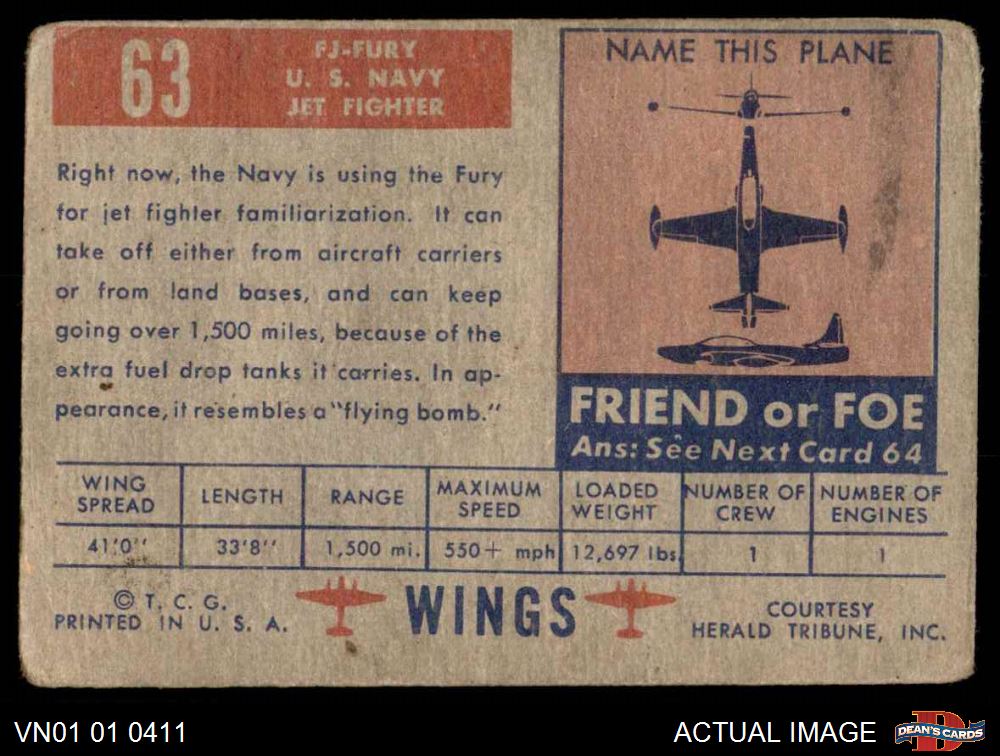 63
FJ-FURY
U. S. NAVY
JET FIGHTER
Right now, the Navy is using the Fury
for jet fighter familiarization. It can
take off either from aircraft carriers
or from land bases, and can keep
going over 1,500 miles, because of the
extra fuel drop tanks it carries. In ap-
pearance, it resembles a "flying bomb."
NAME THIS PLANE
FRIEND or FOE
Ans: See Next Card 64
WING SPREAD LENGTH RANGE MAXIMUM SPEED LOADED WEIGHT NUMBER OF CREW NUMBER OF ENGINES
41'0'' 33'8'' 1,500 mi. 550+ mph 12,697 lbs. 1 1
© T. C. G.
PRINTED IN U. S. A.
WINGS
COURTESY
HERALD TRIBUNE, INC.
VN01 01 0411
ACTUAL IMAGE
DEAN'S CARDS